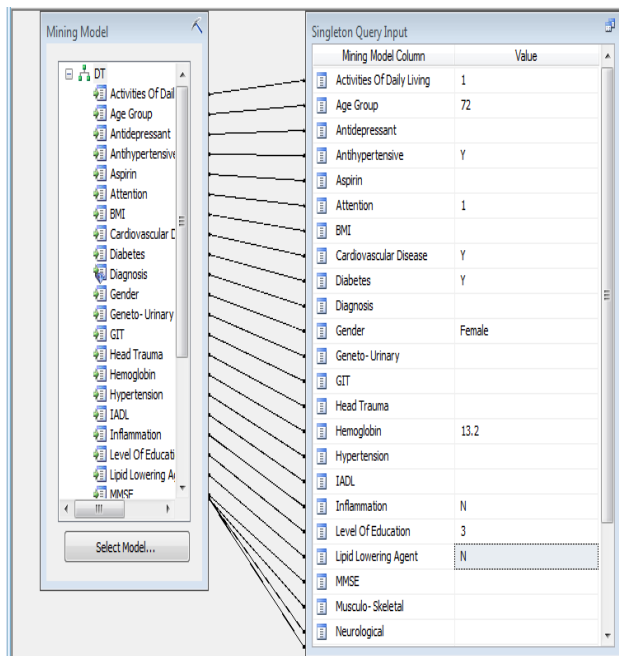 Mining Model
DT
Activities Of Dail
Age Group
Antidepressant
Antihypertensive
Aspirin
Attention
BMI
Cardiovascular D
Diabetes
Diagnosis
Gender
Geneto- Urinary
GIT
Head Trauma
Hemoglobin
Hypertension
IADL
Inflammation
Level Of Educati
Lipid Lowering A
MMSE
Select Model...
Singleton Query Input
Mining Model Column Value
Activities Of Daily Living 1
Age Group 72
Antidepressant
Antihypertensive Y
Aspirin
Attention 1
BMI
Cardiovascular Disease Y
Diabetes Y
Diagnosis
Gender Female
Geneto- Urinary
GIT
Head Trauma
Hemoglobin 13.2
Hypertension
IADL
Inflammation N
Level Of Education 3
Lipid Lowering Agent N
MMSE
Musculo- Skeletal
Neurological